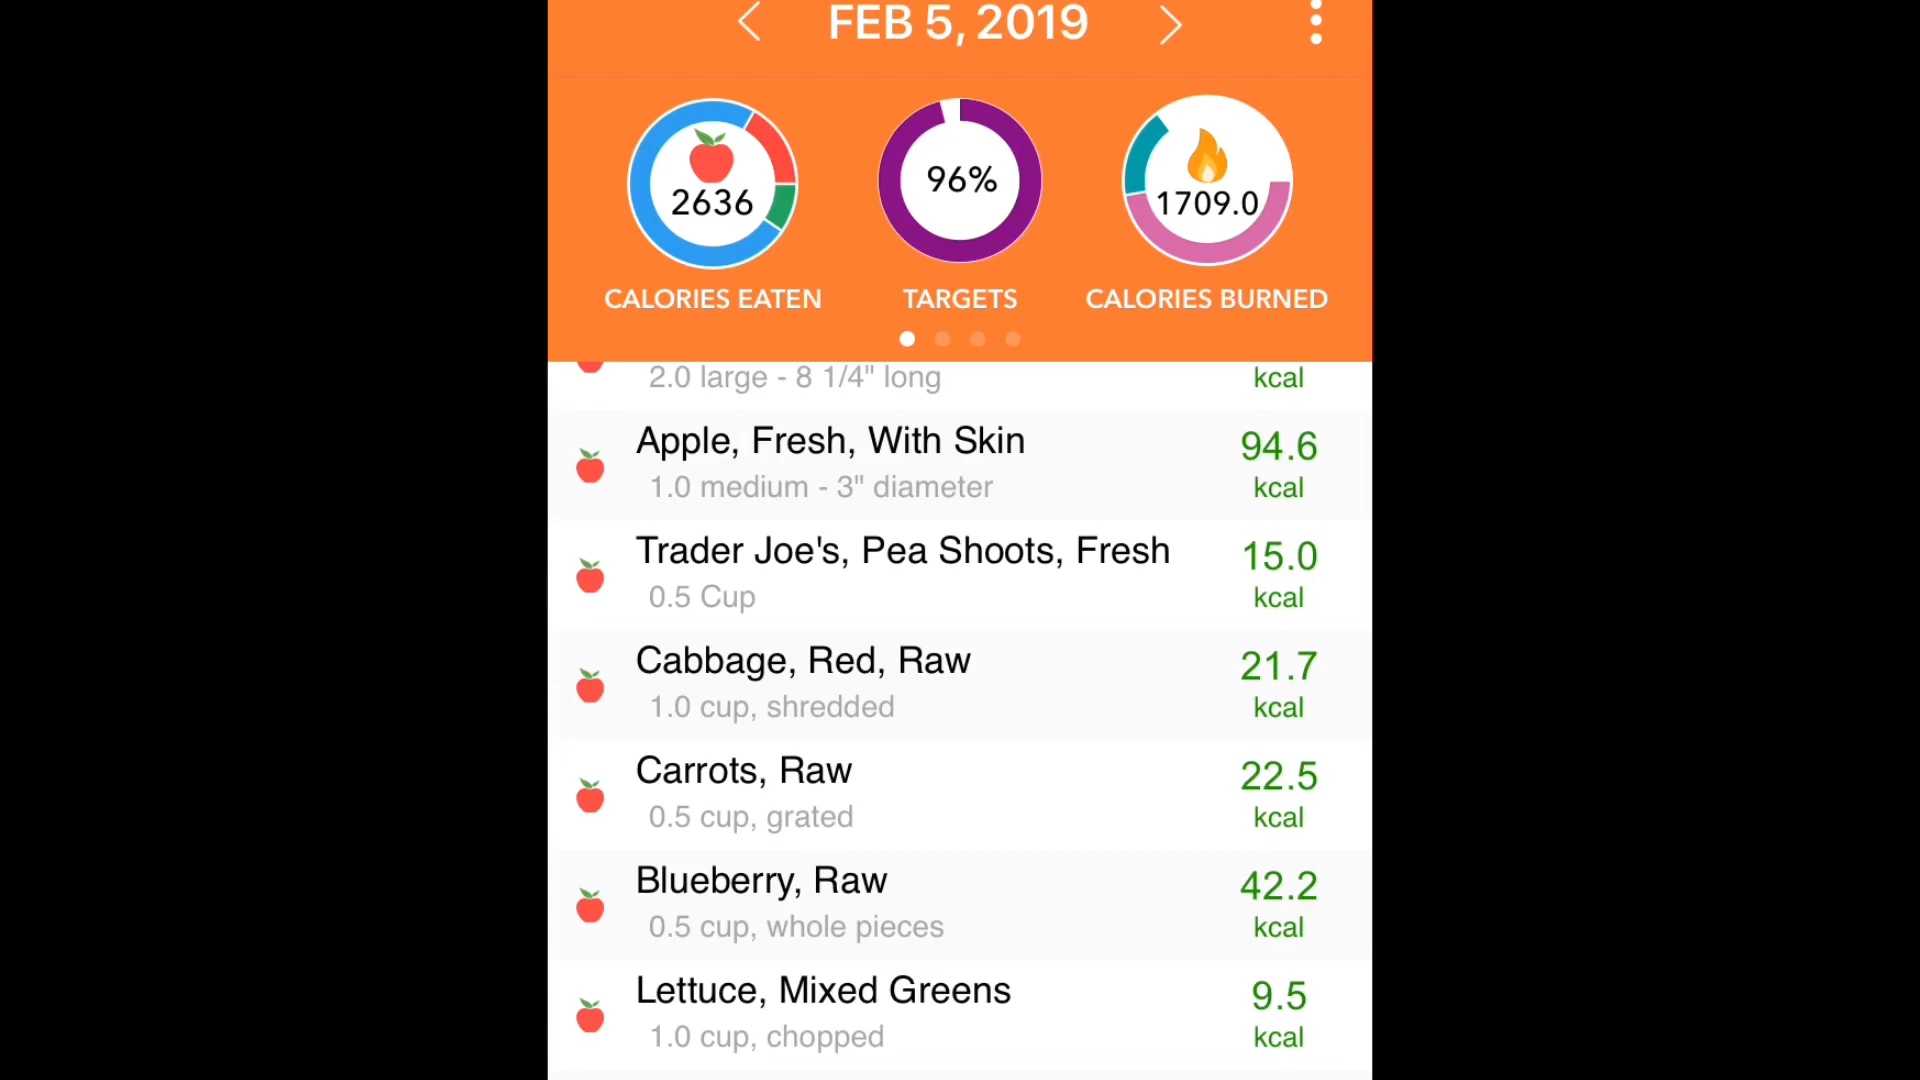 FEB 5, 2019
2636
96%
1709.0
CALORIES EATEN
TARGETS
CALORIES BURNED
2.0 large - 8 1/4" long
kcal
Apple, Fresh, With Skin
94.6
1.0 medium - 3" diameter
kcal
Trader Joe's, Pea Shoots, Fresh
15.0
0.5 Cup
kcal
Cabbage, Red, Raw
21.7
1.0 cup, shredded
kcal
Carrots, Raw
22.5
0.5 cup, grated
kcal
Blueberry, Raw
42.2
0.5 cup, whole pieces
kcal
Lettuce, Mixed Greens
9.5
1.0 cup, chopped
kcal